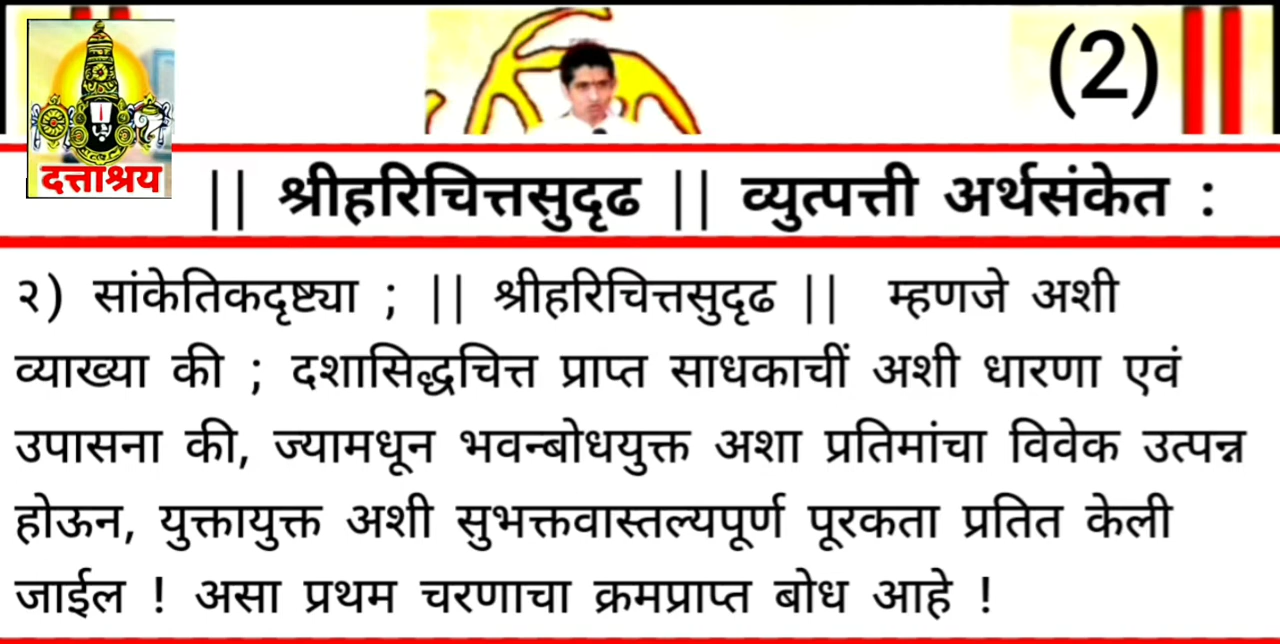 (2)
दत्ताश्रय
|| श्रीहरिचित्तसुदृढ || व्युत्पत्ती अर्थसंकेत :
२) सांकेतिकदृष्ट्या ; || श्रीहरिचित्तसुदृढ || म्हणजे अशी
व्याख्या की ; दशासिद्धचित्त प्राप्त साधकाचीं अशी धारणा एवं
उपासना की, ज्यामधून भवन्बोधयुक्त अशा प्रतिमांचा विवेक उत्पन्न
होऊन, युक्तायुक्त अशी सुभक्तवास्तल्यपूर्ण पूरकता प्रतित केली
जाईल ! असा प्रथम चरणाचा क्रमप्राप्त बोध आहे !